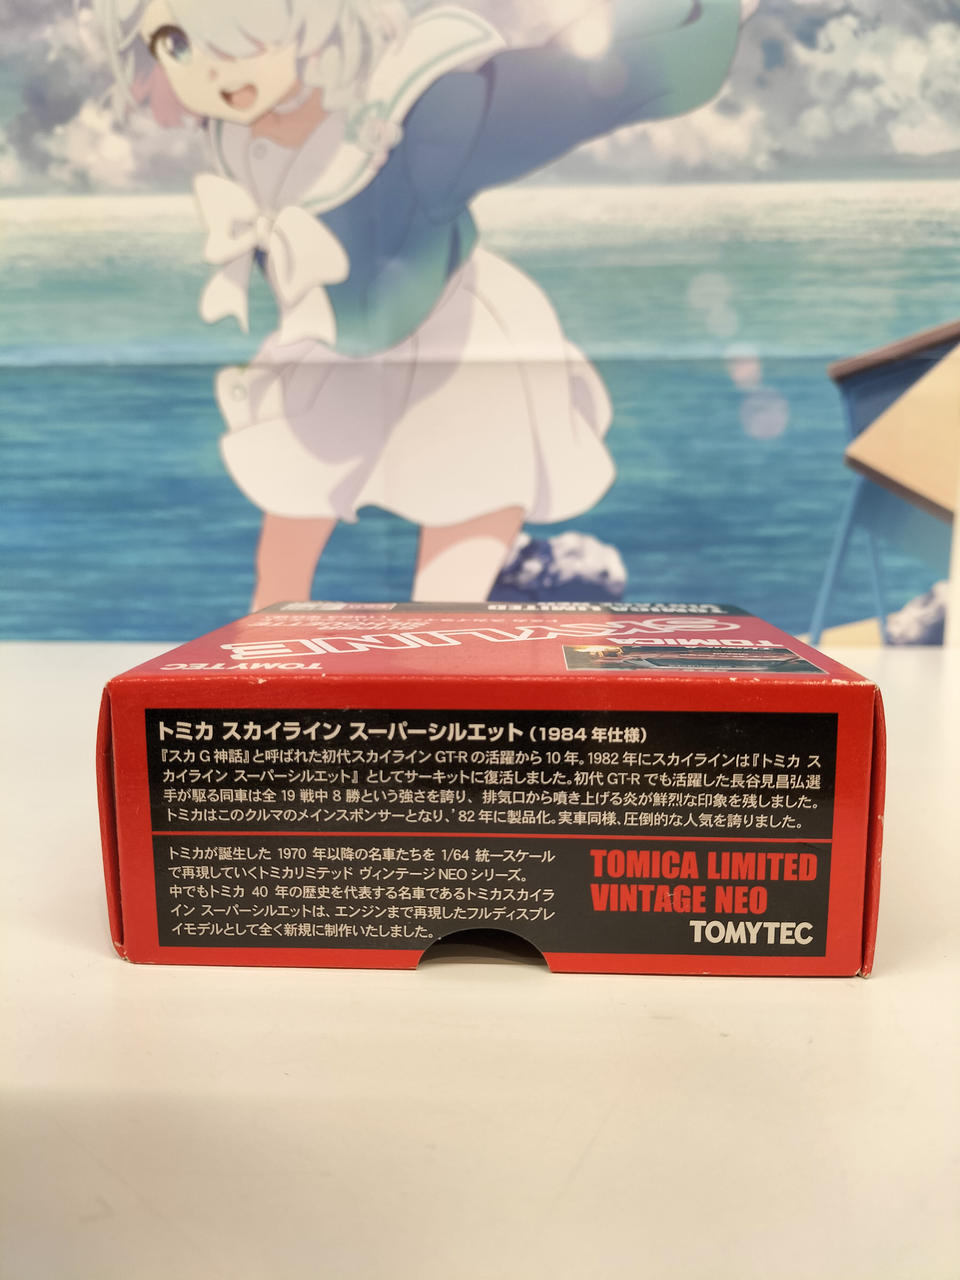 TOMICA LIMITED
トミカ スカイライン
TOMICA
SKYLINE
TOMYTEC
トミカ スカイライン スーパーシルエット（1984 年仕様）
『スカ G 神話』と呼ばれた初代スカイライン GT-R の活躍から 10 年。1982 年にスカイラインは『トミカ ス
カイライン スーパーシルエット』としてサーキットに復活しました。初代 GT-R でも活躍した長谷見昌弘選
手が駆る同車は全 19 戦中 8 勝という強さを誇り、排気口から噴き上げる炎が鮮烈な印象を残しました。
トミカはこのクルマのメインスポンサーとなり、'82 年に製品化。実車同様、圧倒的な人気を誇りました。
トミカが誕生した 1970 年以降の名車たちを 1/64 統一スケール
で再現していくトミカリミテッド ヴィンテージ NEO シリーズ。
中でもトミカ 40 年の歴史を代表する名車であるトミカスカイラ
イン スーパーシルエットは、エンジンまで再現したフルディスプレ
イモデルとして全く新規に制作いたしました。
TOMICA LIMITED
VINTAGE NEO
TOMYTEC